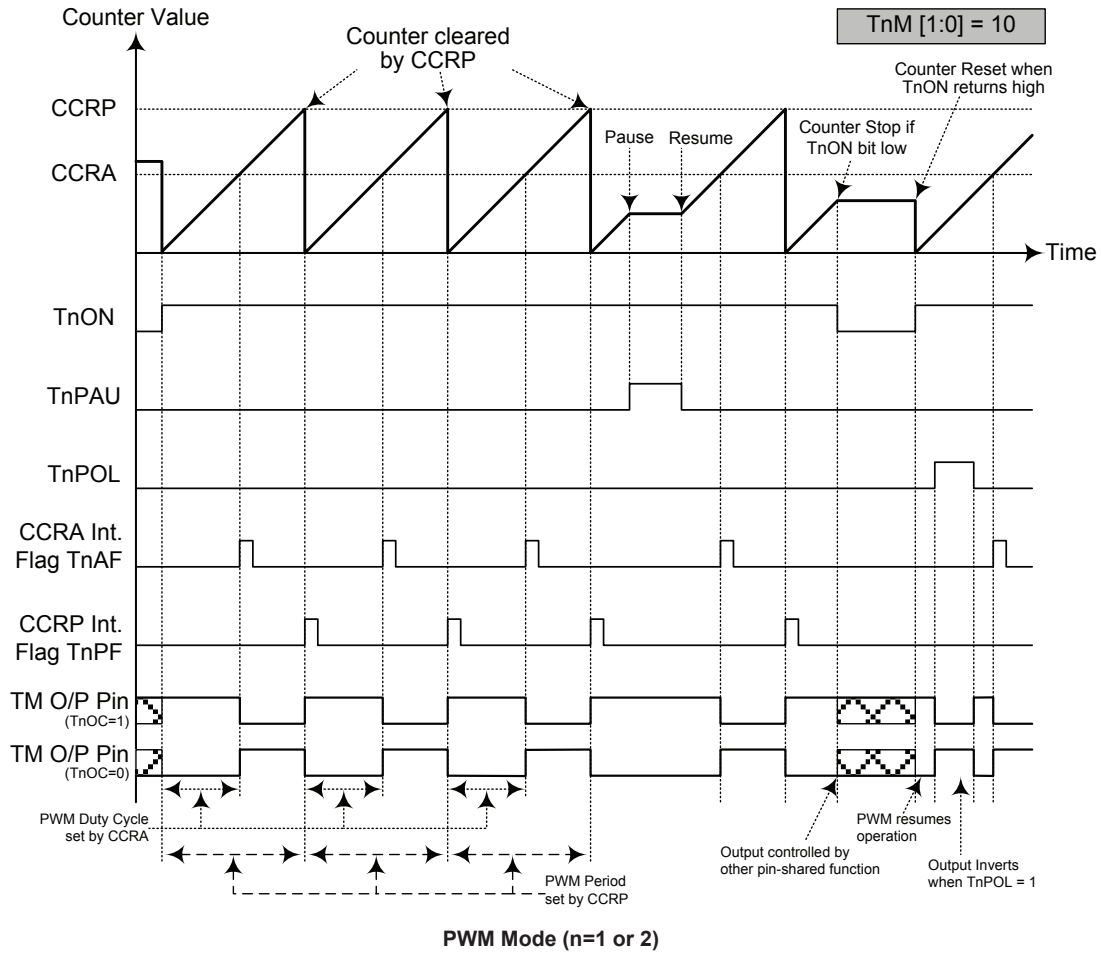 Counter Value
TnM [1:0] = 10
Counter cleared
by CCRP
Counter Reset when
TnON returns high
CCRP
Counter Stop if
TnON bit low
Pause
Resume
CCRA
Time
TnON
TnPAU
TnPOL
CCRA Int.
Flag TnAF
CCRP Int.
Flag TnPF
TM O/P Pin
(TnOC=1)
TM O/P Pin
(TnOC=0)
PWM Duty Cycle
set by CCRA
PWM resumes
operation
Output controlled by
other pin-shared function
Output Inverts
when TnPOL = 1
PWM Period
set by CCRP
PWM Mode (n=1 or 2)